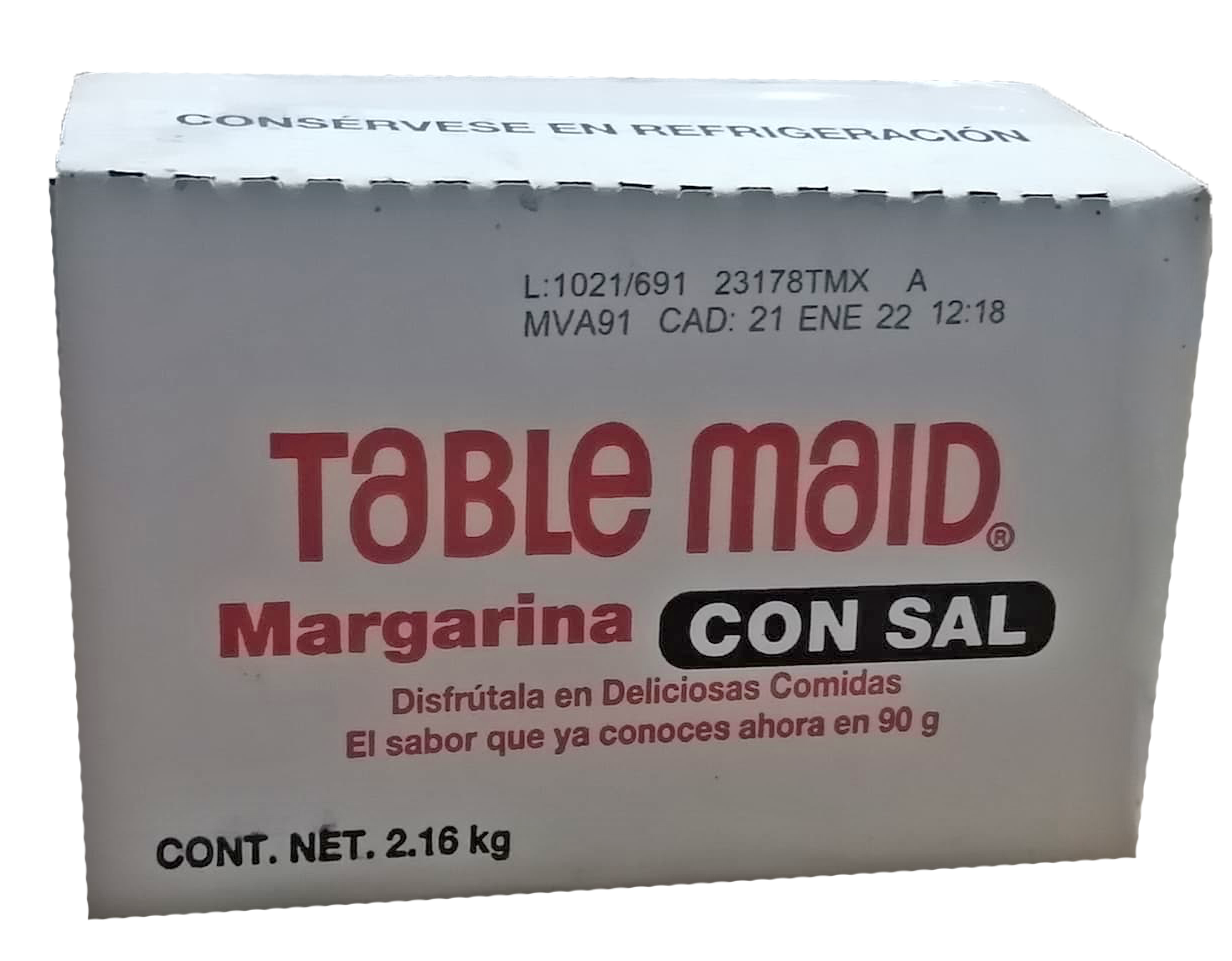 CONSÉRVESE EN REFRIGERACIÓN
L:1021/691 23178TMX A
MVA91 CAD: 21 ENE 22 12:18
TABLE MAID®
Margarina CON SAL
Disfrútala en Deliciosas Comidas
El sabor que ya conoces ahora en 90 g
CONT. NET. 2.16 kg